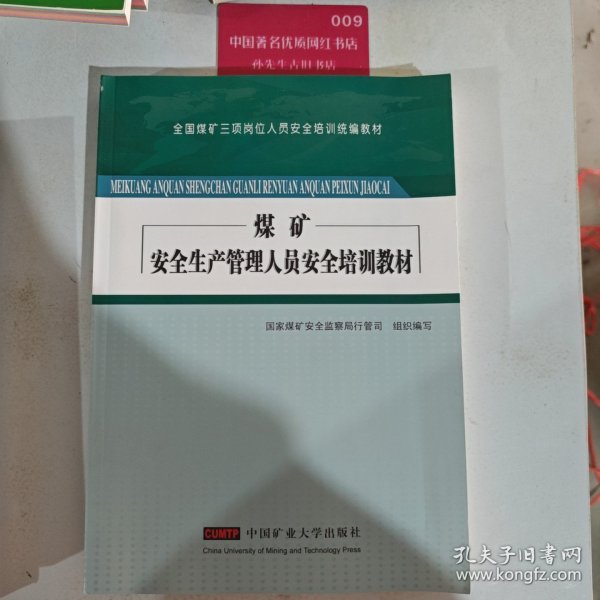 009
中国著名优质网红书店
孙先生古旧书店
全国煤矿三项岗位人员安全培训统编教材
MEIKUANG ANQUAN SHENGCHAN GUANLI RENYUAN ANQUAN PEIXUN JIAOCAI
煤矿
安全生产管理人员安全培训教材
国家煤矿安全监察局行管司 组织编写
CUMTP 中国矿业大学出版社
China University of Mining and Technology Press
孔夫子旧书网
www.kongfz.com